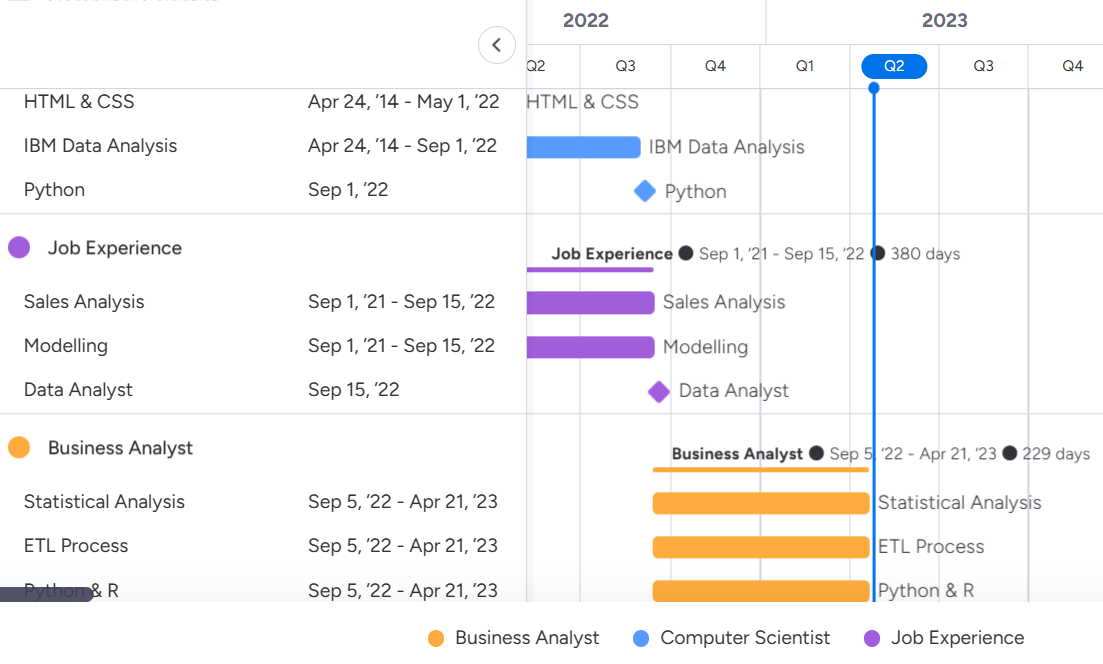 2022 2023
Q2 Q3 Q4 Q1 Q2 Q3 Q4
HTML & CSS Apr 24, ’14 - May 1, ’22 HTML & CSS
IBM Data Analysis Apr 24, ’14 - Sep 1, ’22 IBM Data Analysis
Python Sep 1, ’22 Python
Job Experience Job Experience ● Sep 1, ’21 - Sep 15, ’22 ● 380 days
Sales Analysis Sep 1, ’21 - Sep 15, ’22 Sales Analysis
Modelling Sep 1, ’21 - Sep 15, ’22 Modelling
Data Analyst Sep 15, ’22 Data Analyst
Business Analyst Business Analyst ● Sep 5, ’22 - Apr 21, ’23 ● 229 days
Statistical Analysis Sep 5, ’22 - Apr 21, ’23 Statistical Analysis
ETL Process Sep 5, ’22 - Apr 21, ’23 ETL Process
Python & R Sep 5, ’22 - Apr 21, ’23 Python & R
Business Analyst Computer Scientist Job Experience